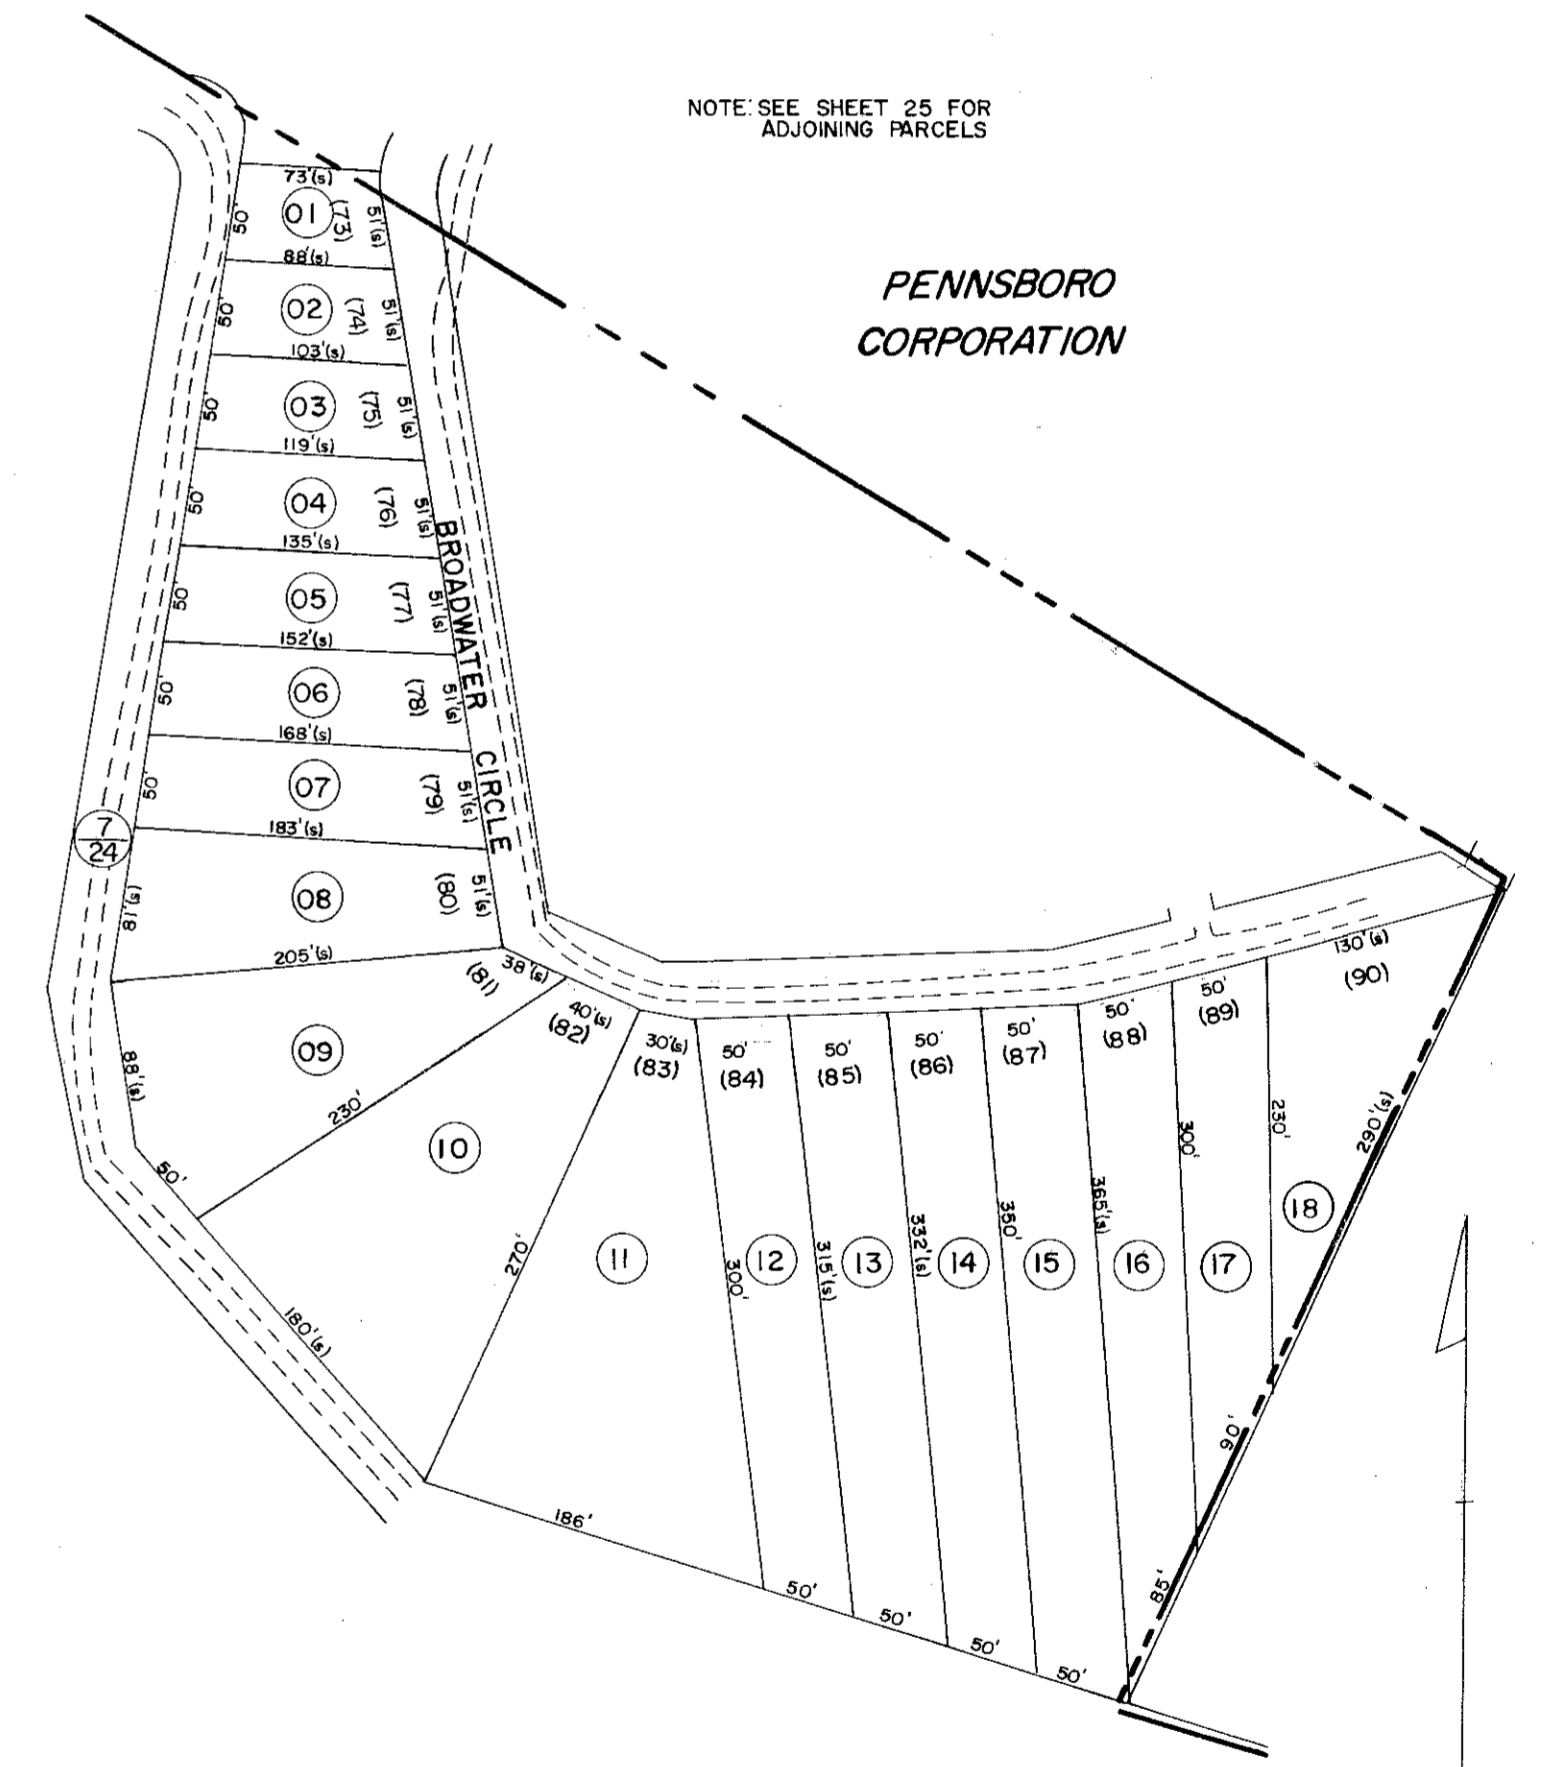 NOTE: SEE SHEET 25 FOR
ADJOINING PARCELS
PENNSBORO
CORPORATION
73'(s)
50'
01
(73)
51'(s)
88'(s)
50'
02
(74)
51'(s)
103'(s)
50'
03
(75)
51'(s)
119'(s)
50'
04
(76)
51'(s)
135'(s)
50'
05
(77)
51'(s)
152'(s)
50'
06
(78)
51'(s)
168'(s)
50'
07
(79)
51'(s)
183'(s)
BROADWATER CIRCLE
7
24
81'(s)
08
(80)
51'(s)
205'(s)
38'(s)
(81)
09
88'(s)
50'
230'
40'(s)
(82)
10
180'(s)
270'
30'(s)
(83)
11
186'
50'
(84)
300'
12
50'
50'
(85)
315'(s)
13
50'
50'
(86)
332'(s)
14
50'
50'
(87)
350'
15
50'
50'
(88)
365'(s)
16
85'
50'
(89)
300'
17
90'
130'(s)
(90)
230'
18
290'(s)